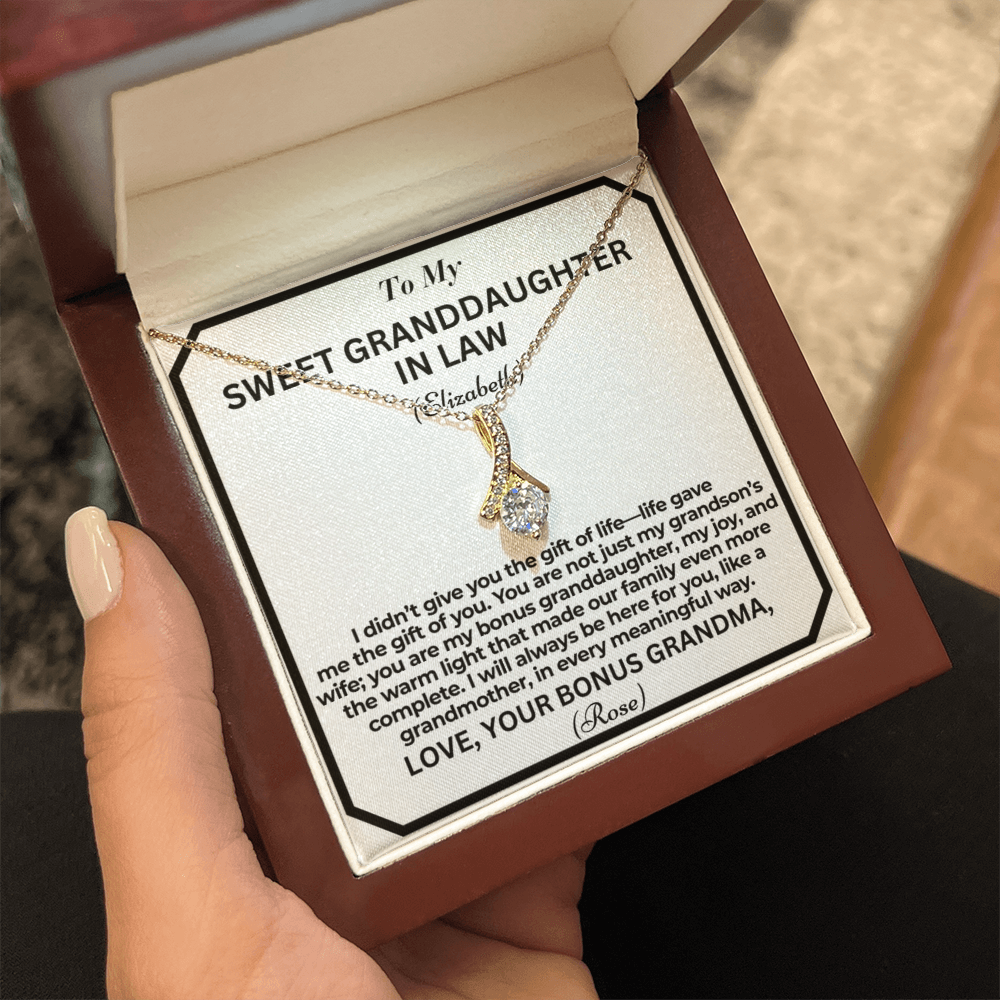 To My
SWEET GRANDDAUGHTER
IN LAW
(Elizabeth)
I didn't give you the gift of life—life gave
me the gift of you. You are not just my grandson's
wife; you are my bonus granddaughter, my joy, and
the warm light that made our family even more
complete. I will always be here for you, like a
grandmother, in every meaningful way.
LOVE, YOUR BONUS GRANDMA,
(Rose)